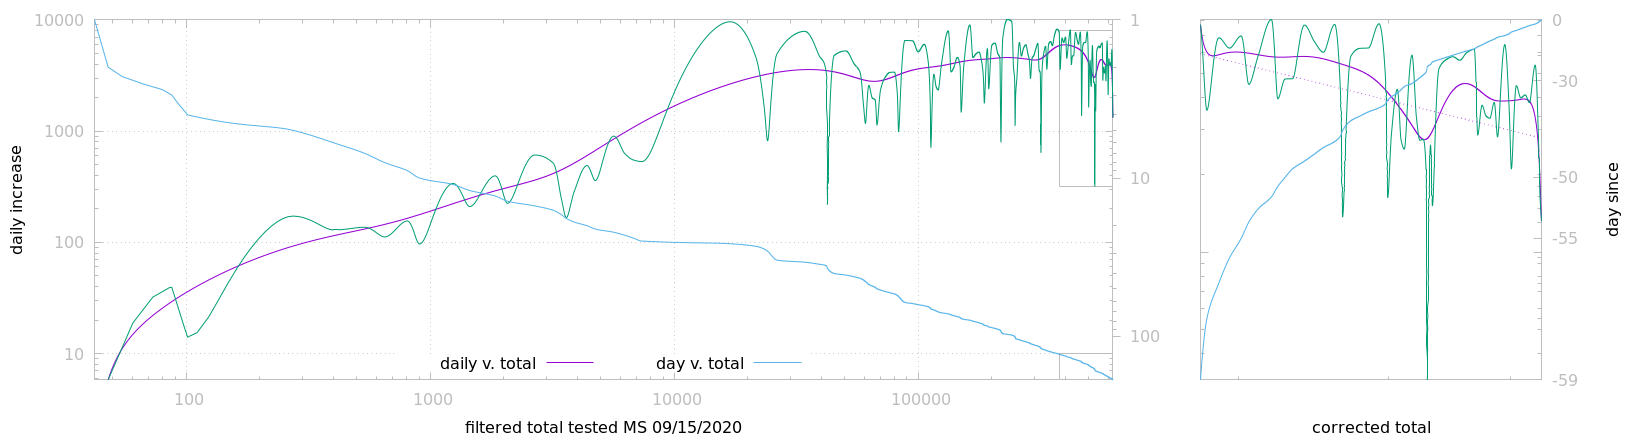 10000
1000
100
10
daily increase
100
1000
10000
100000
filtered total tested MS 09/15/2020
daily v. total
day v. total
1
10
100
0
-30
-50
-55
-59
day since
corrected total